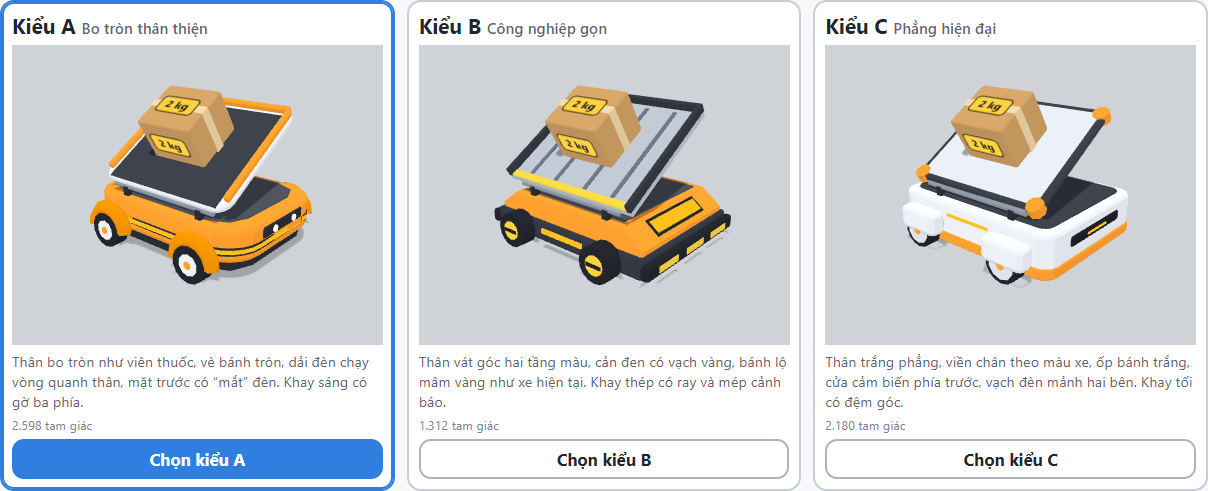 Kiểu A Bo tròn thân thiện
2 kg
2 kg
Thân bo tròn như viên thuốc, vè bánh tròn, dải đèn chạy
vòng quanh thân, mặt trước có “mắt” đèn. Khay sáng có
gờ ba phía.
2.598 tam giác
Chọn kiểu A
Kiểu B Công nghiệp gọn
2 kg
2 kg
Thân vát góc hai tầng màu, cản đen có vạch vàng, bánh lộ
mâm vàng như xe hiện tại. Khay thép có ray và mép cảnh
báo.
1.312 tam giác
Chọn kiểu B
Kiểu C Phẳng hiện đại
2 kg
2 kg
Thân trắng phẳng, viền chân theo màu xe, ốp bánh trắng,
cửa cảm biến phía trước, vạch đèn mảnh hai bên. Khay tối
có đệm góc.
2.180 tam giác
Chọn kiểu C